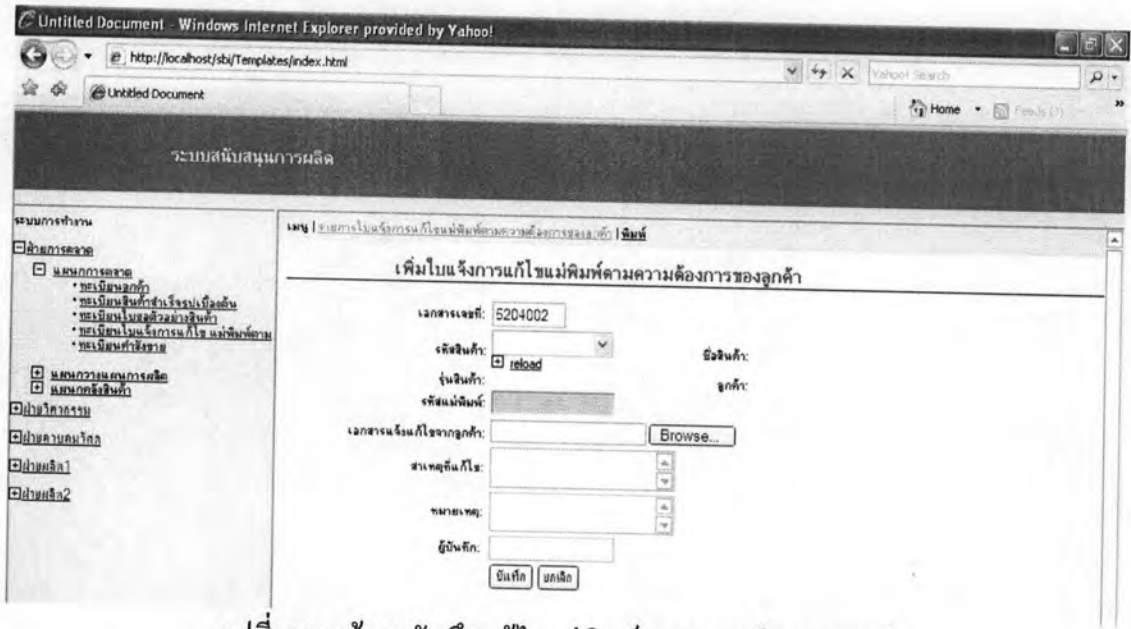 Untitled Document - Windows Internet Explorer provided by Yahoo!
http://localhost/sbi/Templates/index.html
Yahoo! Search
Untitled Document
Home
Feeds
ระบบสนับสนุนการผลิต
ระบบการทำงาน
ฝ่ายการตลาด
แผนกการตลาด
ทะเบียนลูกค้า
ทะเบียนสินค้าสำเร็จรูปเบื้องต้น
ทะเบียนใบขอตัวอย่างสินค้า
ทะเบียนใบแจ้งการแก้ไข แม่พิมพ์ตาม
ทะเบียนคำสั่งขาย
แผนกวางแผนการผลิต
แผนกคลังสินค้า
ฝ่ายวิศวกรรม
ฝ่ายควบคุมวัสดุ
ฝ่ายผลิต1
ฝ่ายผลิต2
เมนู | รายการใบแจ้งการแก้ไขแม่พิมพ์ตามความต้องการของลูกค้า | พิมพ์
เพิ่มใบแจ้งการแก้ไขแม่พิมพ์ตามความต้องการของลูกค้า
เอกสารเลขที่: 5204002
รหัสสินค้า: ชื่อสินค้า:
reload
รุ่นสินค้า: ลูกค้า:
รหัสแม่พิมพ์:
เอกสารแจ้งแก้ไขจากลูกค้า: Browse...
สาเหตุที่แก้ไข:
หมายเหตุ:
ผู้บันทึก:
บันทึก ยกเลิก